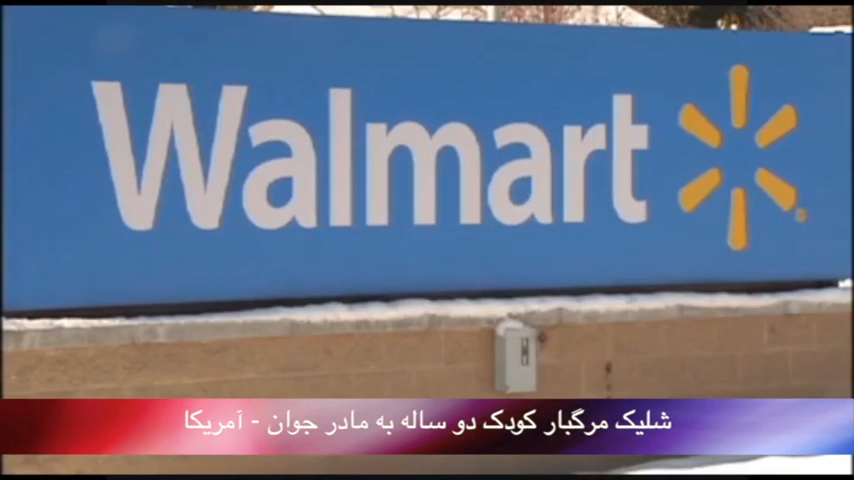 Walmart
شلیک مرگبار کودک دو ساله به مادر جوان - آمریکا